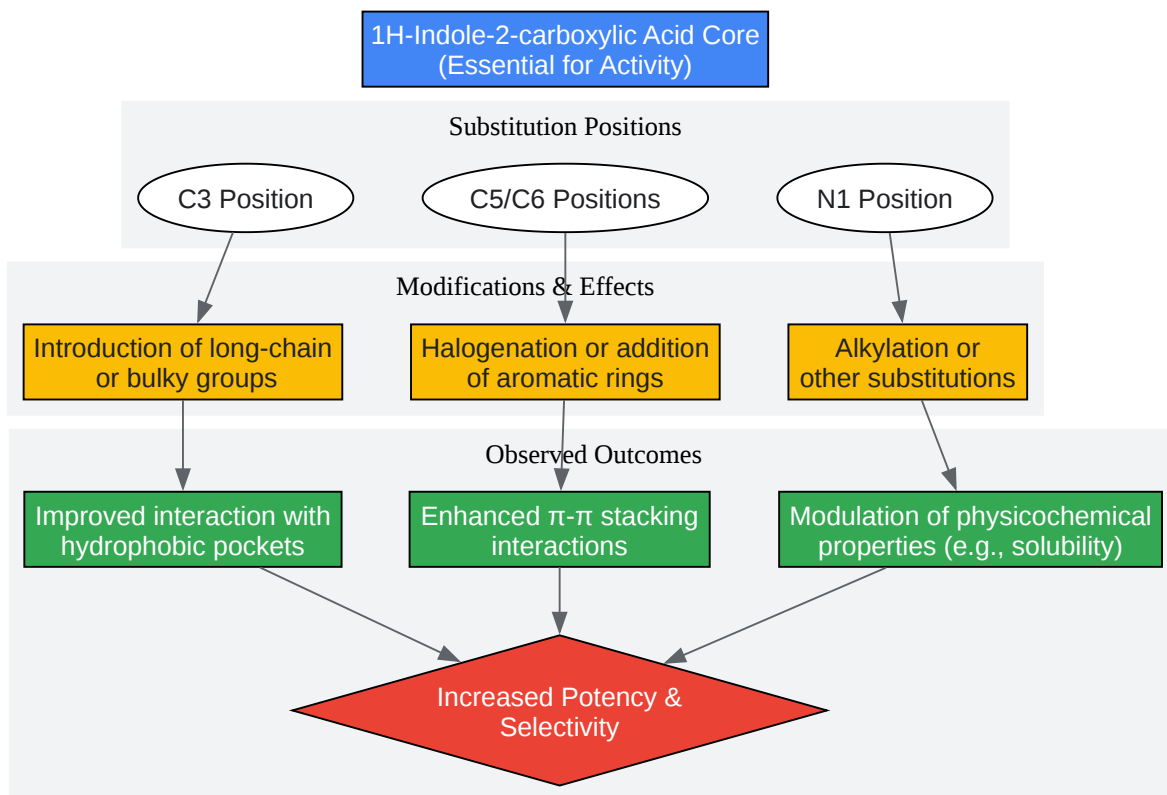 1H-Indole-2-carboxylic Acid Core
(Essential for Activity)
Substitution Positions
C3 Position
C5/C6 Positions
N1 Position
Modifications & Effects
Introduction of long-chain
or bulky groups
Halogenation or addition
of aromatic rings
Alkylation or
other substitutions
Observed Outcomes
Improved interaction with
hydrophobic pockets
Enhanced π-π stacking
interactions
Modulation of physicochemical
properties (e.g., solubility)
Increased Potency &
Selectivity